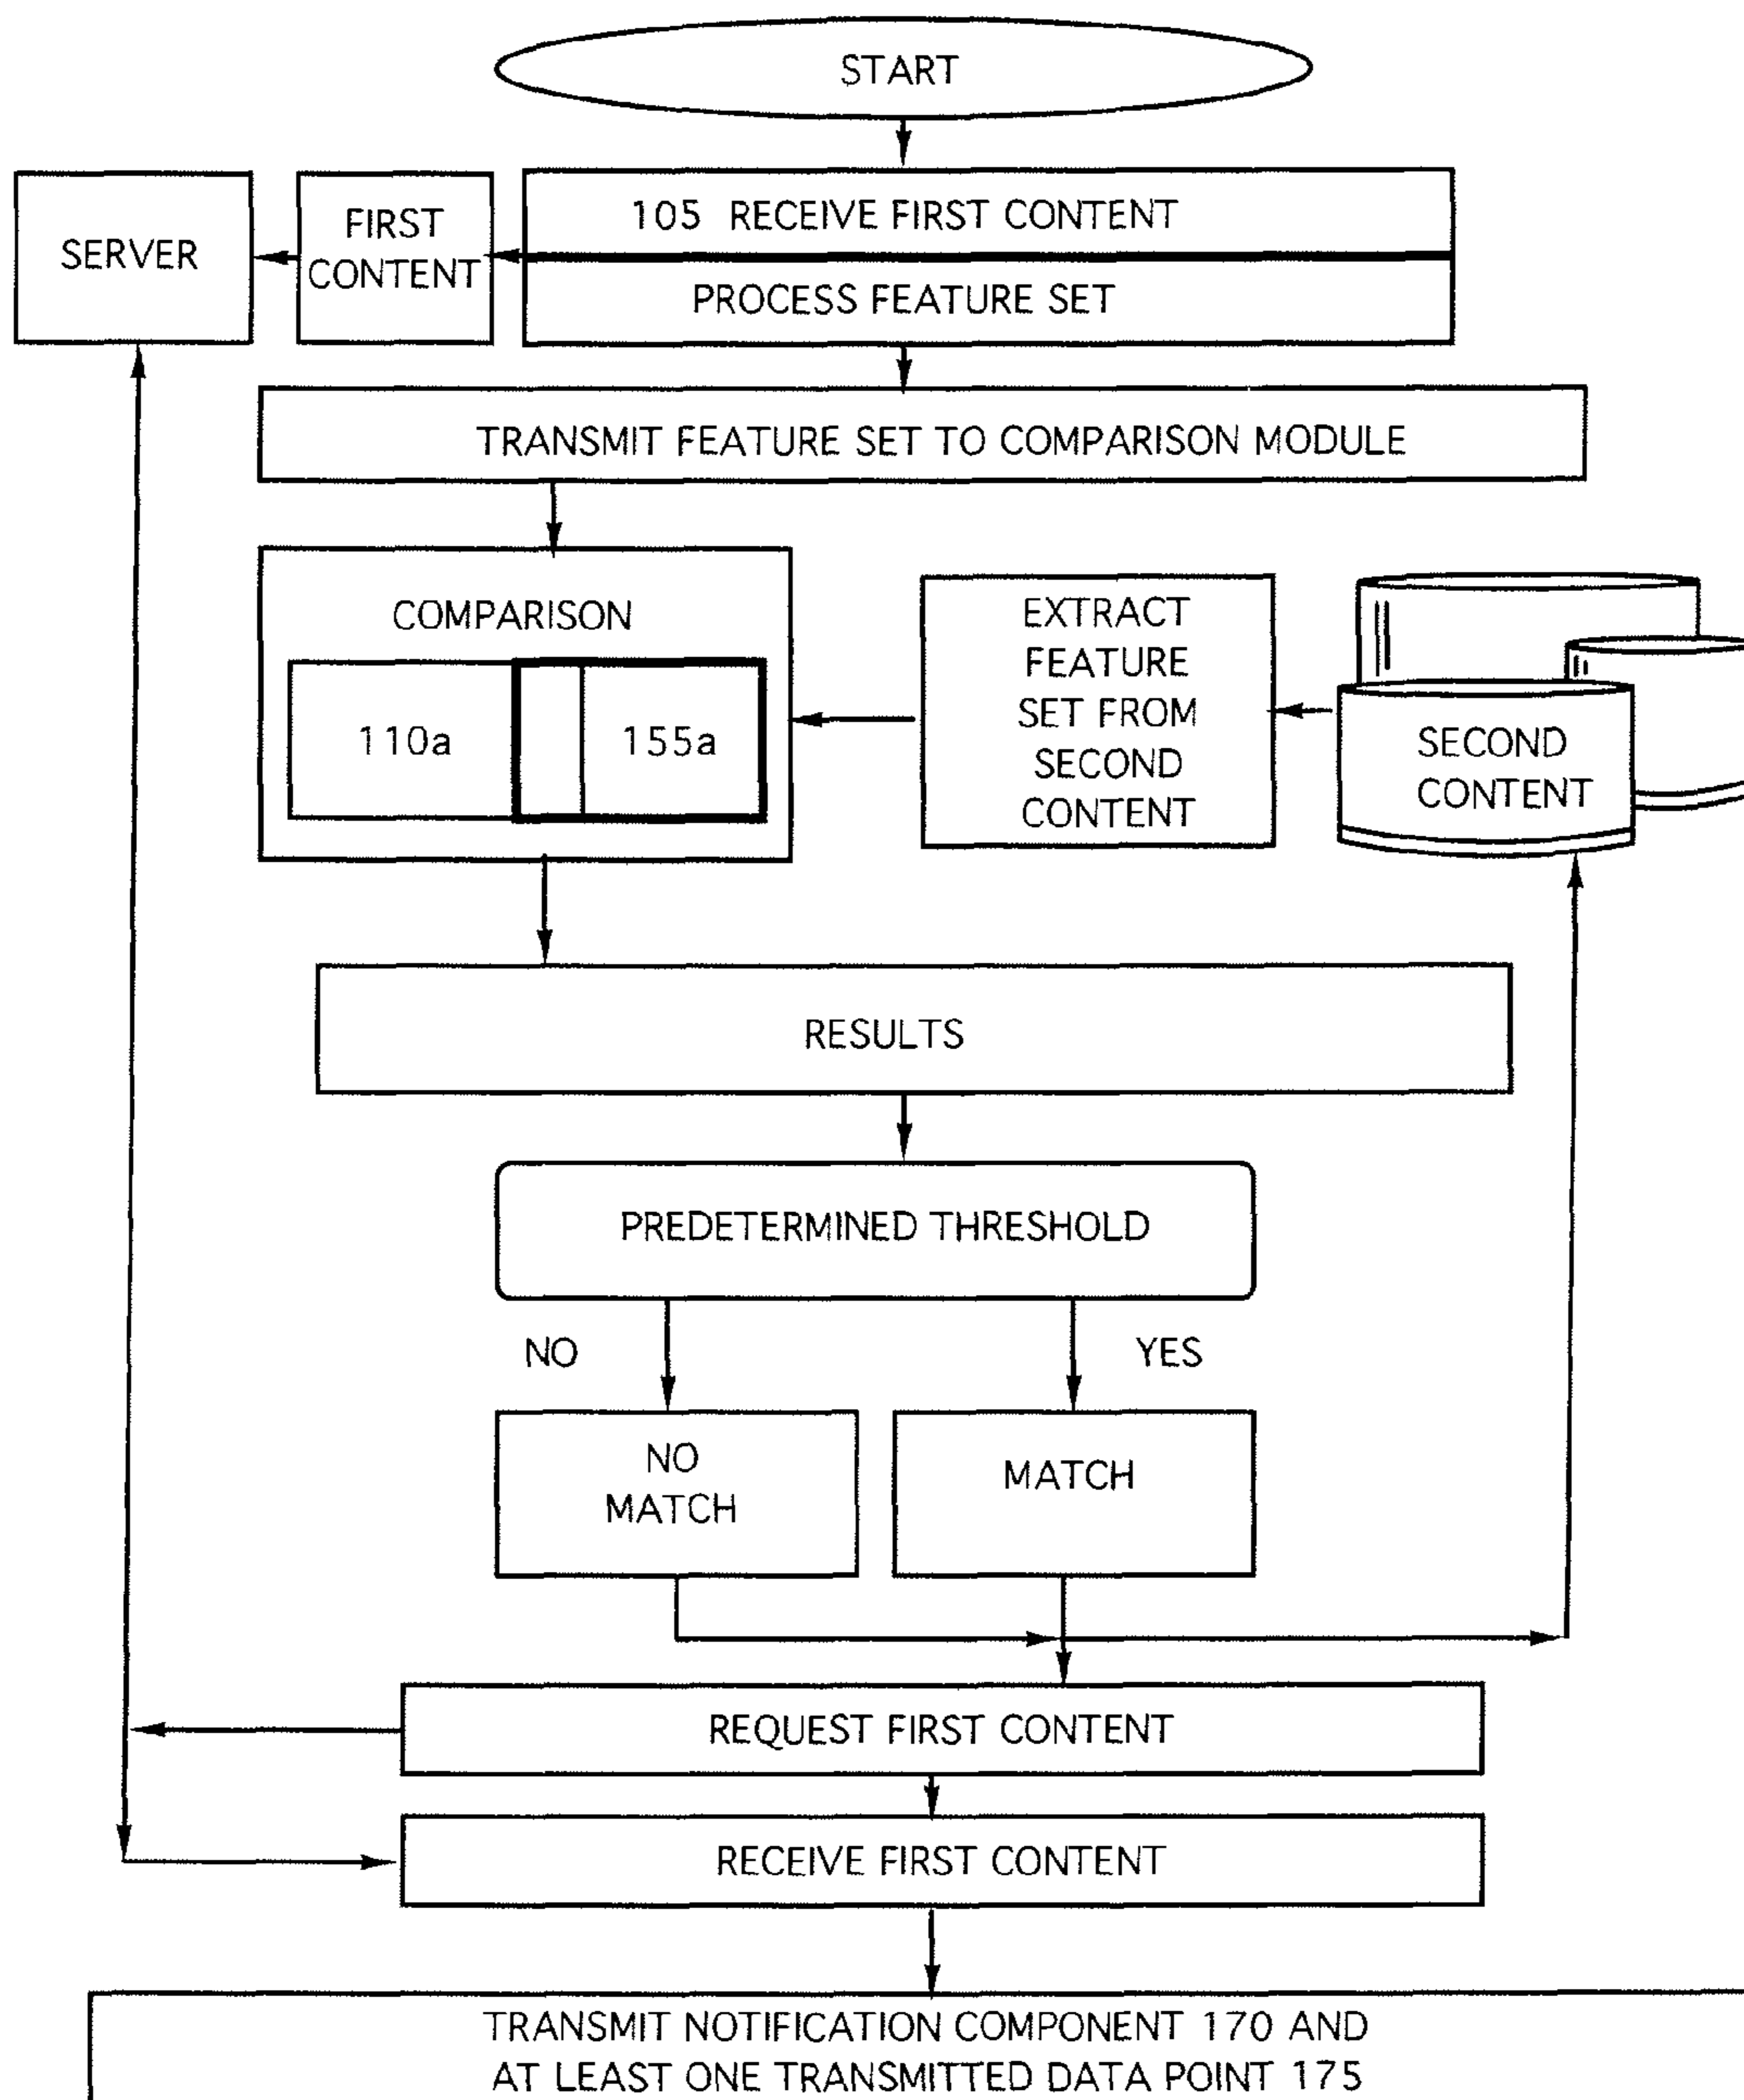 START
SERVER
FIRST
CONTENT
105 RECEIVE FIRST CONTENT
PROCESS FEATURE SET
TRANSMIT FEATURE SET TO COMPARISON MODULE
COMPARISON
110a
155a
EXTRACT
FEATURE
SET FROM
SECOND
CONTENT
SECOND
CONTENT
RESULTS
PREDETERMINED THRESHOLD
NO
YES
NO
MATCH
MATCH
REQUEST FIRST CONTENT
RECEIVE FIRST CONTENT
TRANSMIT NOTIFICATION COMPONENT 170 AND
AT LEAST ONE TRANSMITTED DATA POINT 175